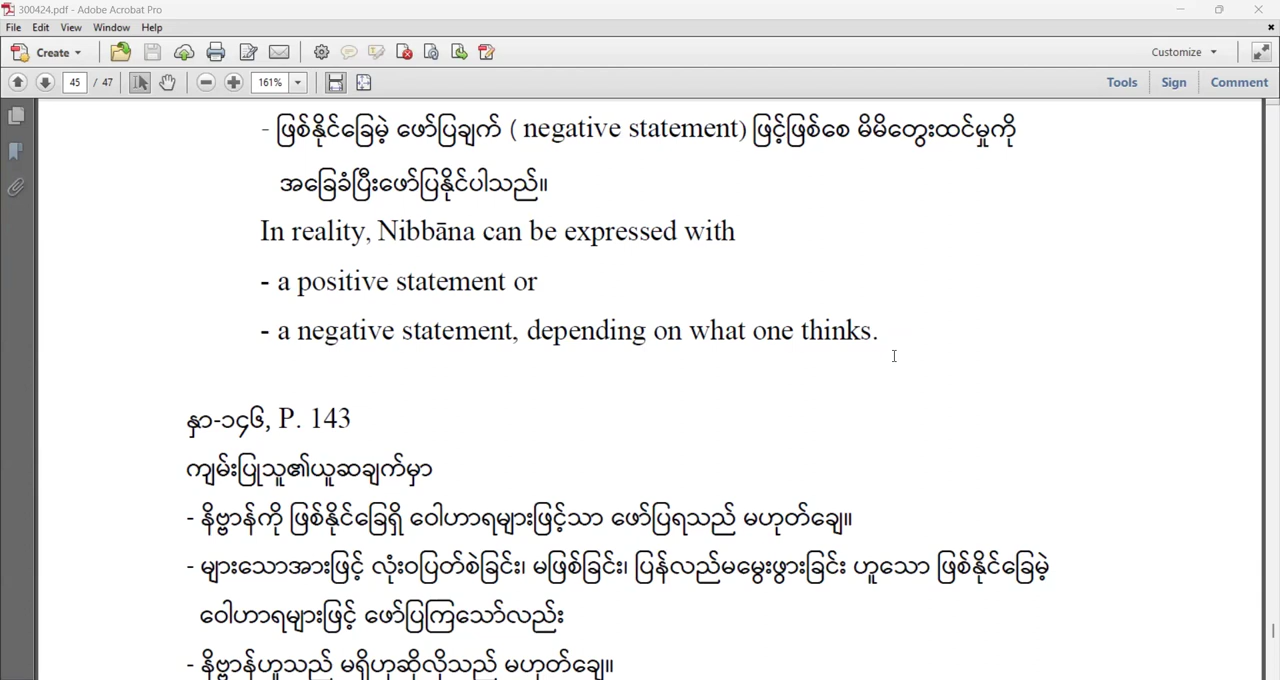 300424.pdf - Adobe Acrobat Pro
File Edit View Window Help
Create Customize
45 / 47 161% Tools Sign Comment
- ဖြစ်နိုင်ခြေမဲ့ ဖော်ပြချက် ( negative statement) ဖြင့်ဖြစ်စေ မိမိတွေးထင်မှုကို
အခြေခံပြီးဖော်ပြနိုင်ပါသည်။
In reality, Nibbāna can be expressed with
- a positive statement or
- a negative statement, depending on what one thinks.
နှာ-၁၄၆, P. 143
ကျမ်းပြုသူ၏ယူဆချက်မှာ
- နိဗ္ဗာန်ကို ဖြစ်နိုင်ခြေရှိ ဝေါဟာရများဖြင့်သာ ဖော်ပြရသည် မဟုတ်ချေ။
- များသောအားဖြင့် လုံးဝပြတ်စဲခြင်း၊ မဖြစ်ခြင်း၊ ပြန်လည်မမွေးဖွားခြင်း ဟူသော ဖြစ်နိုင်ခြေမဲ့
ဝေါဟာရများဖြင့် ဖော်ပြကြသော်လည်း
- နိဗ္ဗာန်ဟူသည် မရှိဟုဆိုလိုသည် မဟုတ်ချေ။